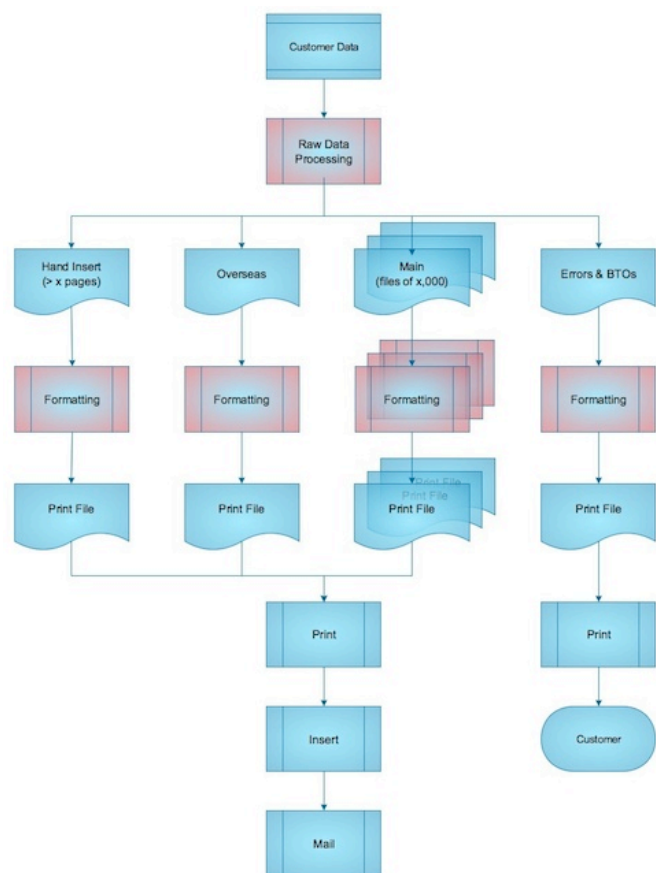 Customer Data
Raw Data
Processing
Hand Insert
(> x pages)
Overseas
Main
(files of x,000)
Errors & BTOs
Formatting
Formatting
Formatting
Formatting
Print File
Print File
Print File
Print File
Print File
Print File
Print
Print
Insert
Customer
Mail